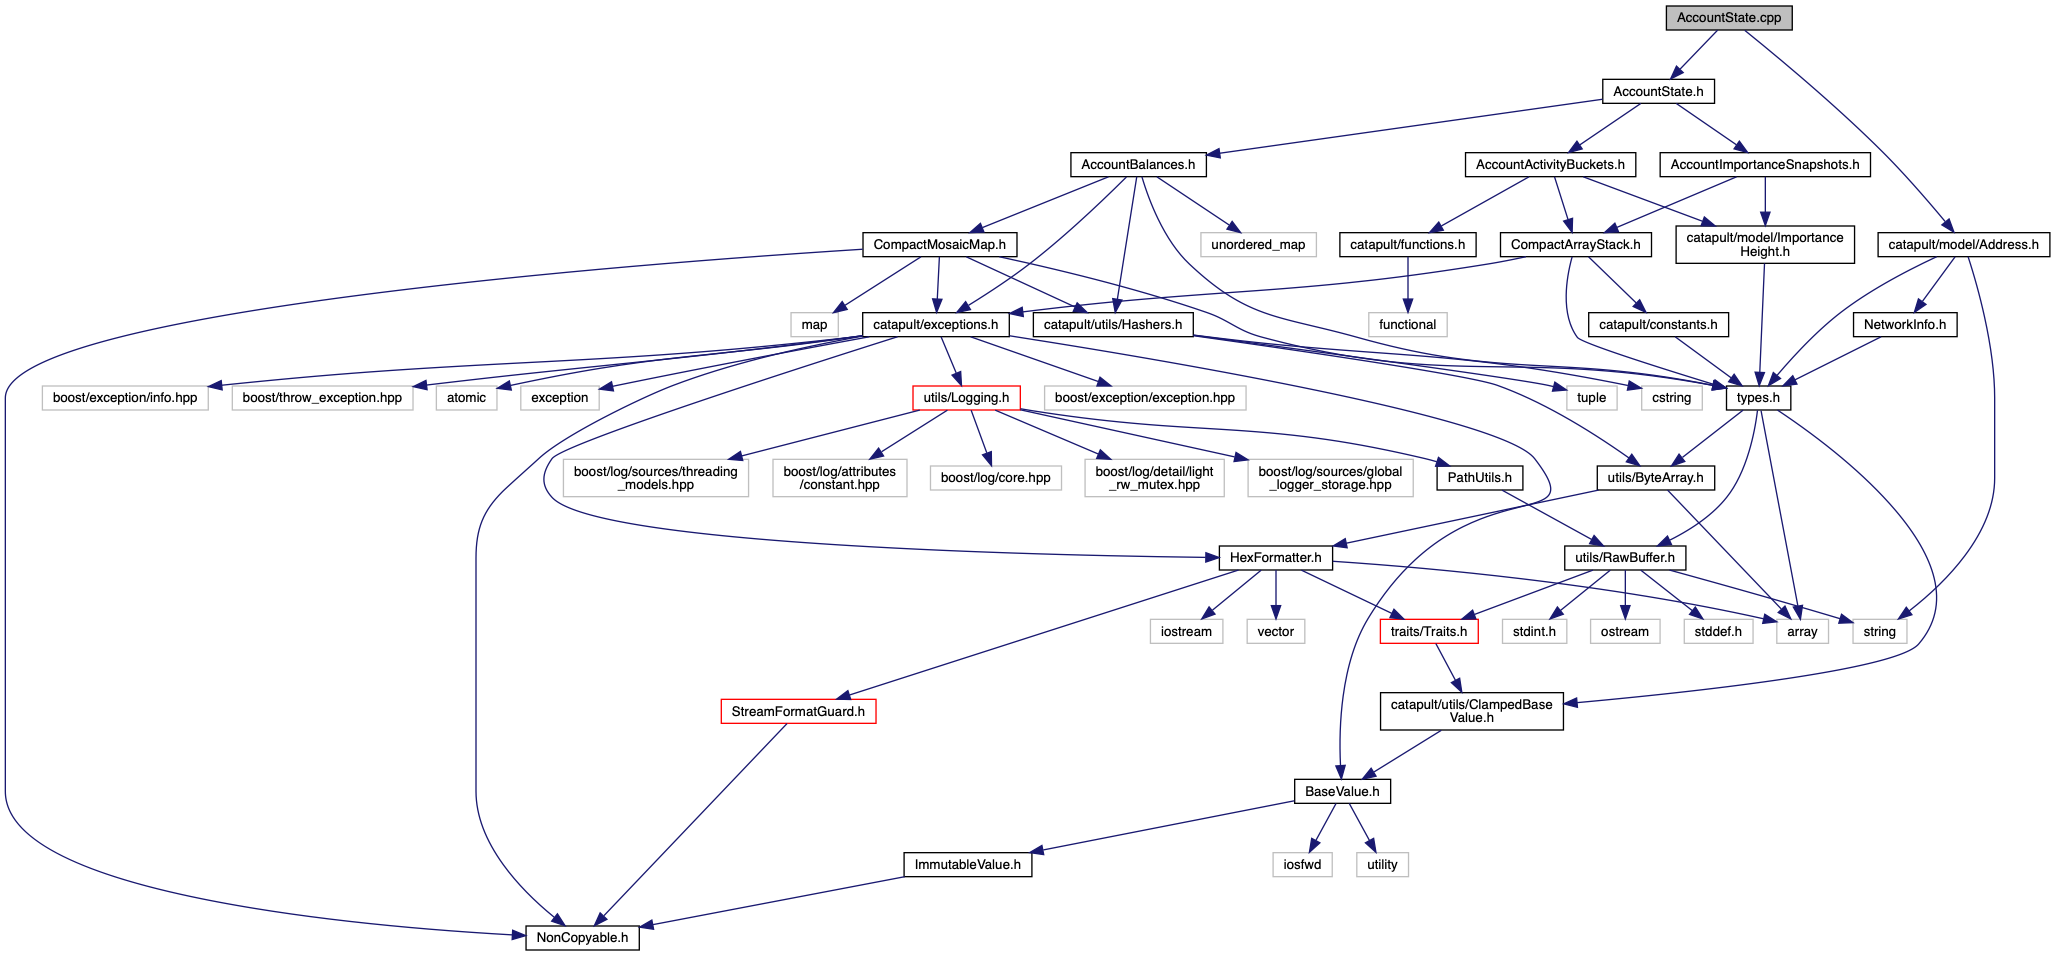 AccountState.cpp
AccountState.h
AccountBalances.h
AccountActivityBuckets.h
AccountImportanceSnapshots.h
CompactMosaicMap.h
unordered_map
catapult/functions.h
CompactArrayStack.h
catapult/model/Importance
Height.h
catapult/model/Address.h
map
catapult/exceptions.h
catapult/utils/Hashers.h
functional
catapult/constants.h
NetworkInfo.h
boost/exception/info.hpp
boost/throw_exception.hpp
atomic
exception
utils/Logging.h
boost/exception/exception.hpp
tuple
cstring
types.h
boost/log/sources/threading
_models.hpp
boost/log/attributes
/constant.hpp
boost/log/core.hpp
boost/log/detail/light
_rw_mutex.hpp
boost/log/sources/global
_logger_storage.hpp
PathUtils.h
utils/ByteArray.h
HexFormatter.h
utils/RawBuffer.h
iostream
vector
traits/Traits.h
stdint.h
ostream
stddef.h
array
string
StreamFormatGuard.h
catapult/utils/ClampedBase
Value.h
BaseValue.h
ImmutableValue.h
iosfwd
utility
NonCopyable.h